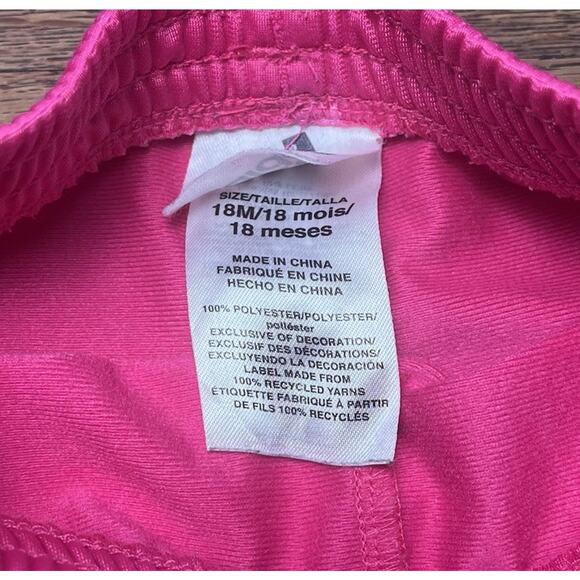 SIZE/TAILLE/TALLA
18M/18 mois/
18 meses
MADE IN CHINA
FABRIQUÉ EN CHINE
HECHO EN CHINA
100% POLYESTER/POLYESTER/
poliéster
EXCLUSIVE OF DECORATION/
EXCLUSIF DES DÉCORATIONS/
EXCLUYENDO LA DECORACIÓN
LABEL MADE FROM
100% RECYCLED YARNS
ÉTIQUETTE FABRIQUÉ À PARTIR
DE FILS 100% RECYCLÉS